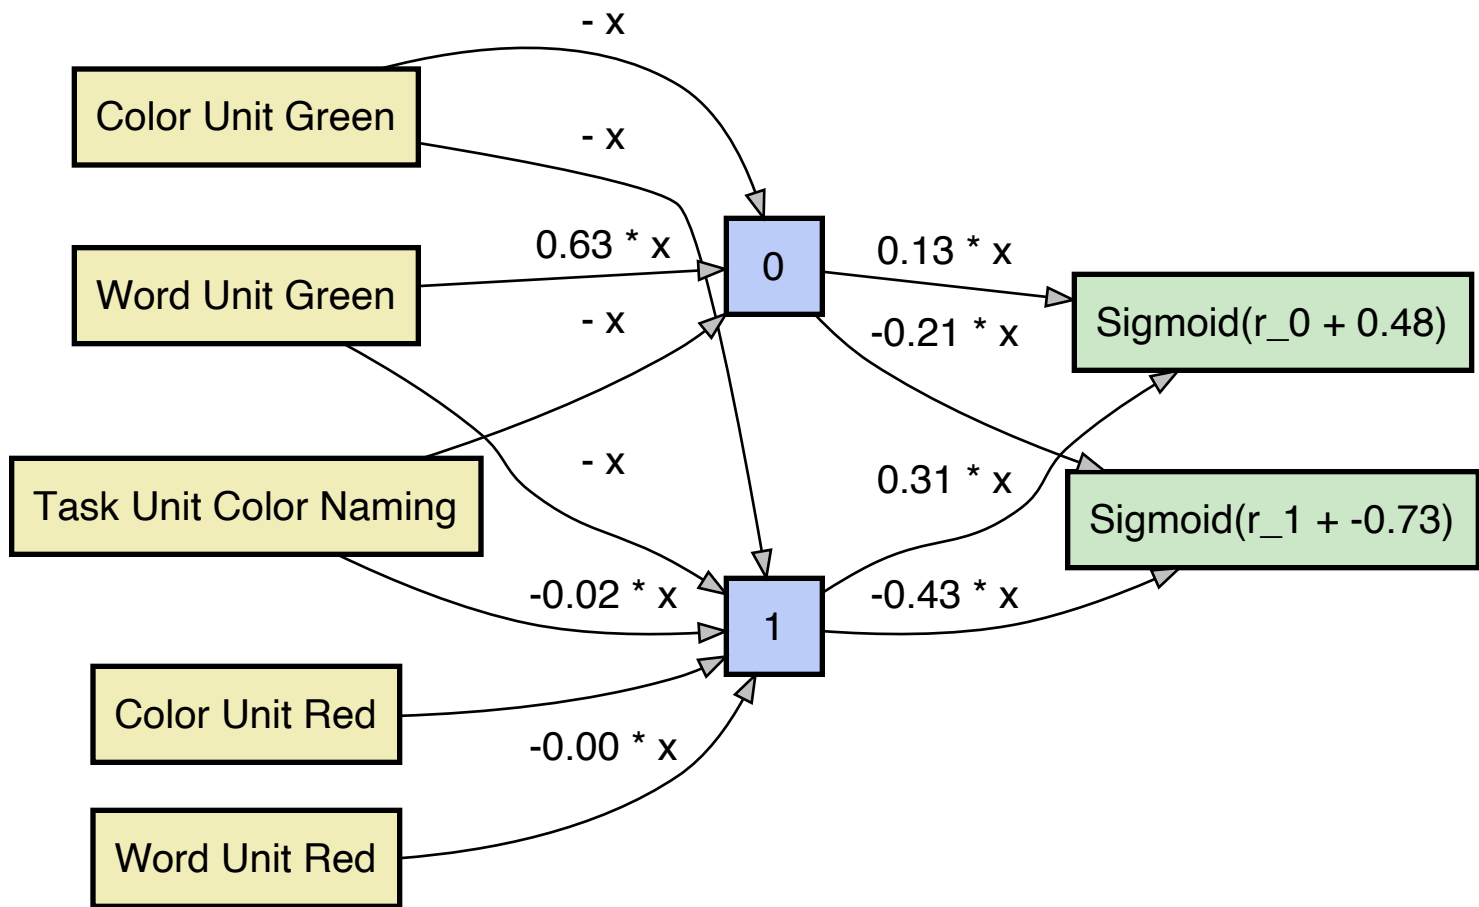 - x
Color Unit Green
- x
0.63 * x
0
0.13 * x
Word Unit Green
- x
-0.21 * x
Sigmoid(r_0 + 0.48)
Task Unit Color Naming
- x
0.31 * x
Sigmoid(r_1 + -0.73)
-0.02 * x
1
-0.43 * x
Color Unit Red
-0.00 * x
Word Unit Red